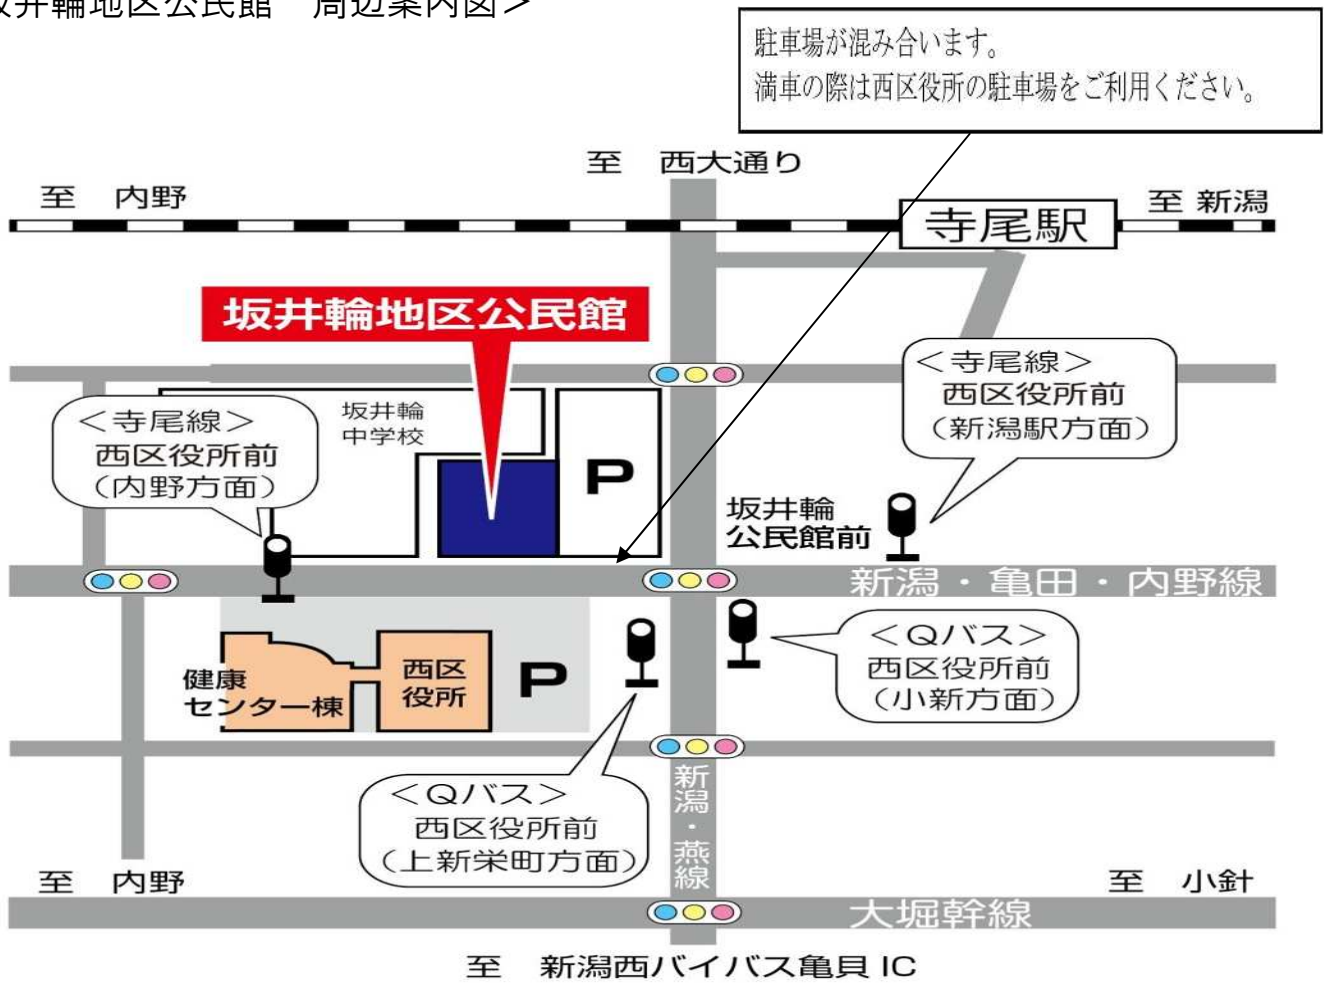 坂井輪地区公民館　周辺案内図＞
駐車場が混み合います。
満車の際は西区役所の駐車場をご利用ください。
至　西大通り
至　内野
寺尾駅
至 新潟
坂井輪地区公民館
＜寺尾線＞
西区役所前
（新潟駅方面）
坂井輪
中学校
＜寺尾線＞
西区役所前
（内野方面）
P
坂井輪
公民館前
新潟・亀田・内野線
＜Qバス＞
西区役所前
（小新方面）
健康
センター棟
西区
役所
P
新潟・燕線
＜Qバス＞
西区役所前
（上新栄町方面）
至　内野
至　小針
大堀幹線
至　新潟西バイパス亀貝 IC